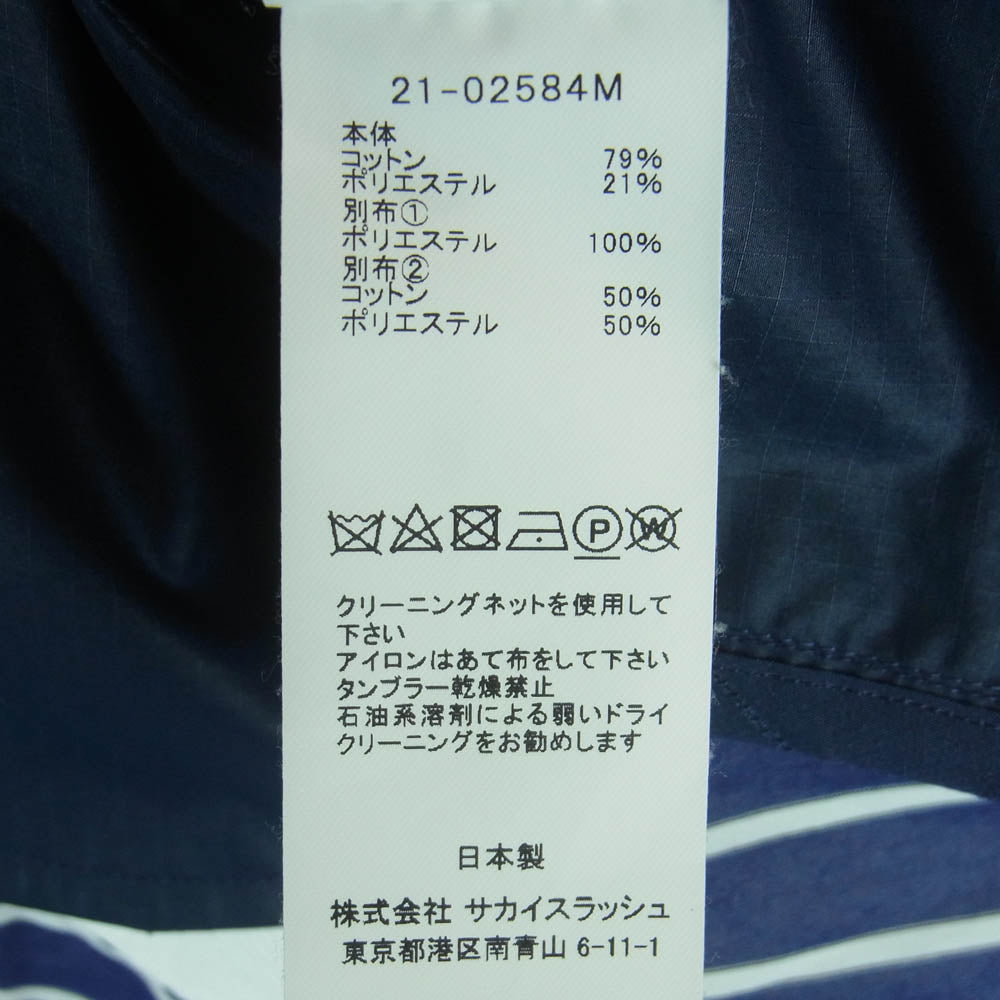 21-02584M
本体
コットン 79%
ポリエステル 21%
別布①
ポリエステル 100%
別布②
コットン 50%
ポリエステル 50%
P W
クリーニングネットを使用して
下さい
アイロンはあて布をして下さい
タンブラー乾燥禁止
石油系溶剤による弱いドライ
クリーニングをお勧めします
日本製
株式会社 サカイスラッシュ
東京都港区南青山 6-11-1